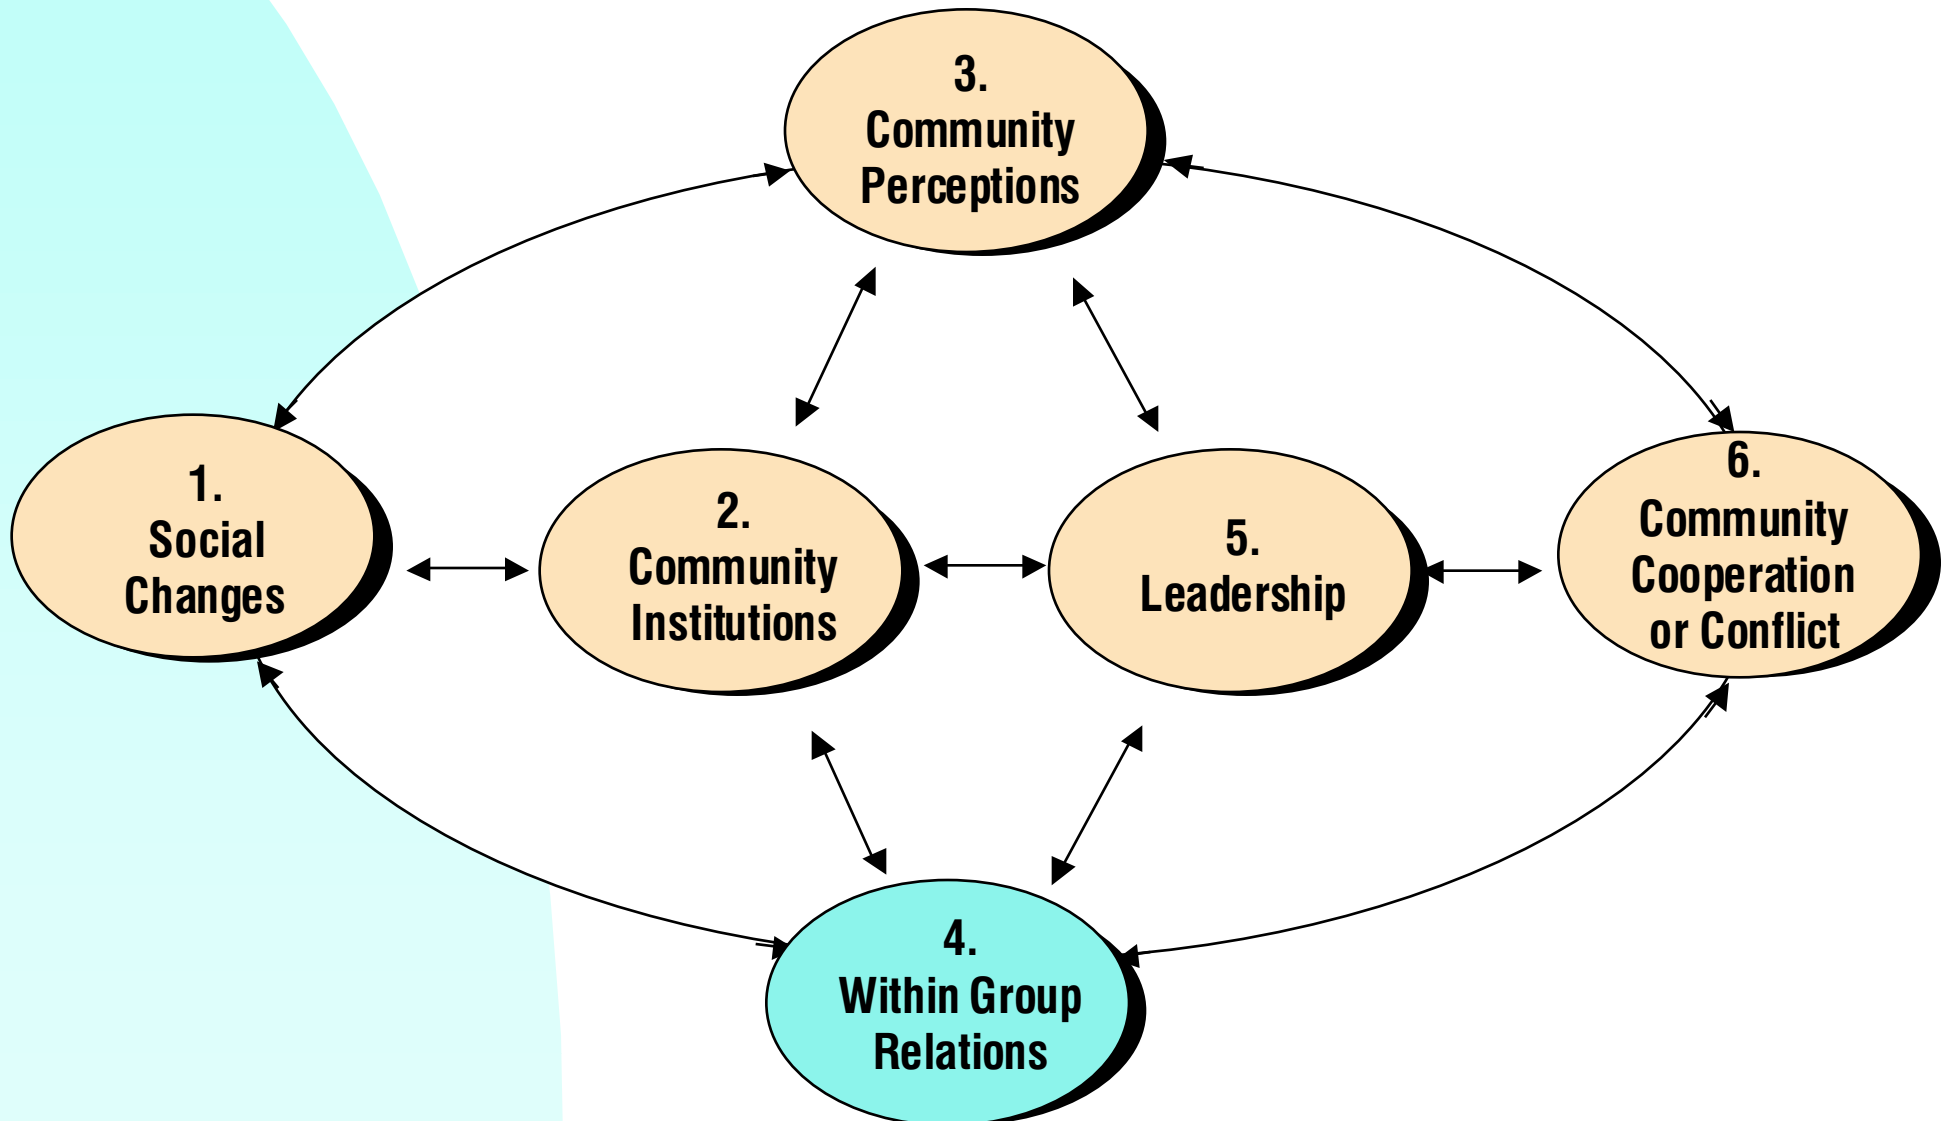 3.
Community
Perceptions
1.
Social
Changes
2.
Community
Institutions
5.
Leadership
6.
Community
Cooperation
or Conflict
4.
Within Group
Relations